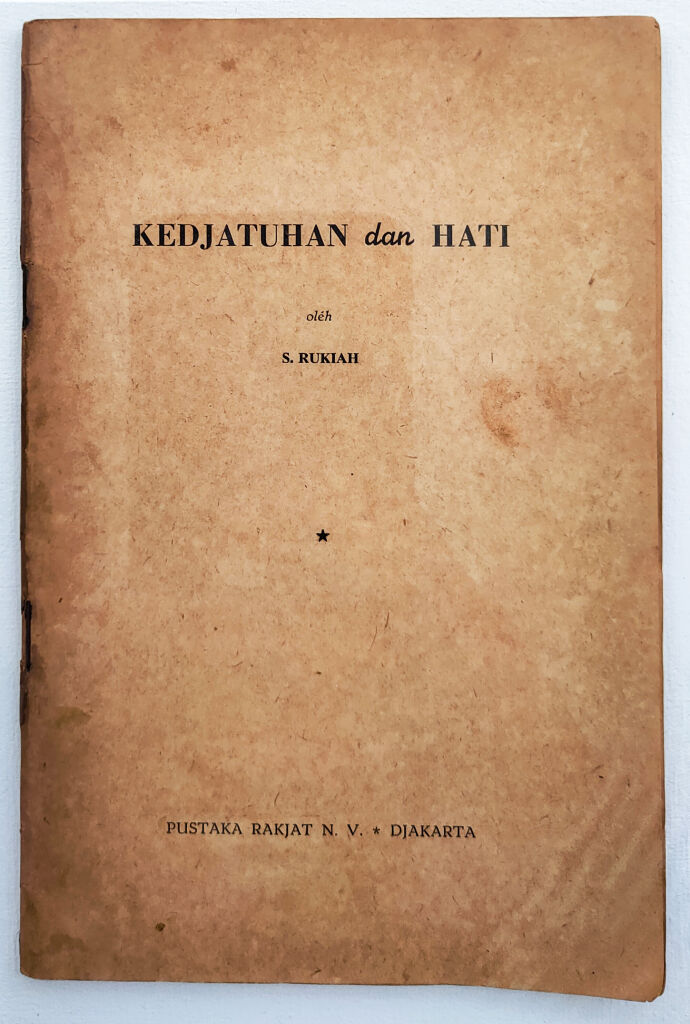 KEDJATUHAN dan HATI
oléh
S. RUKIAH
★
PUSTAKA RAKJAT N. V. * DJAKARTA